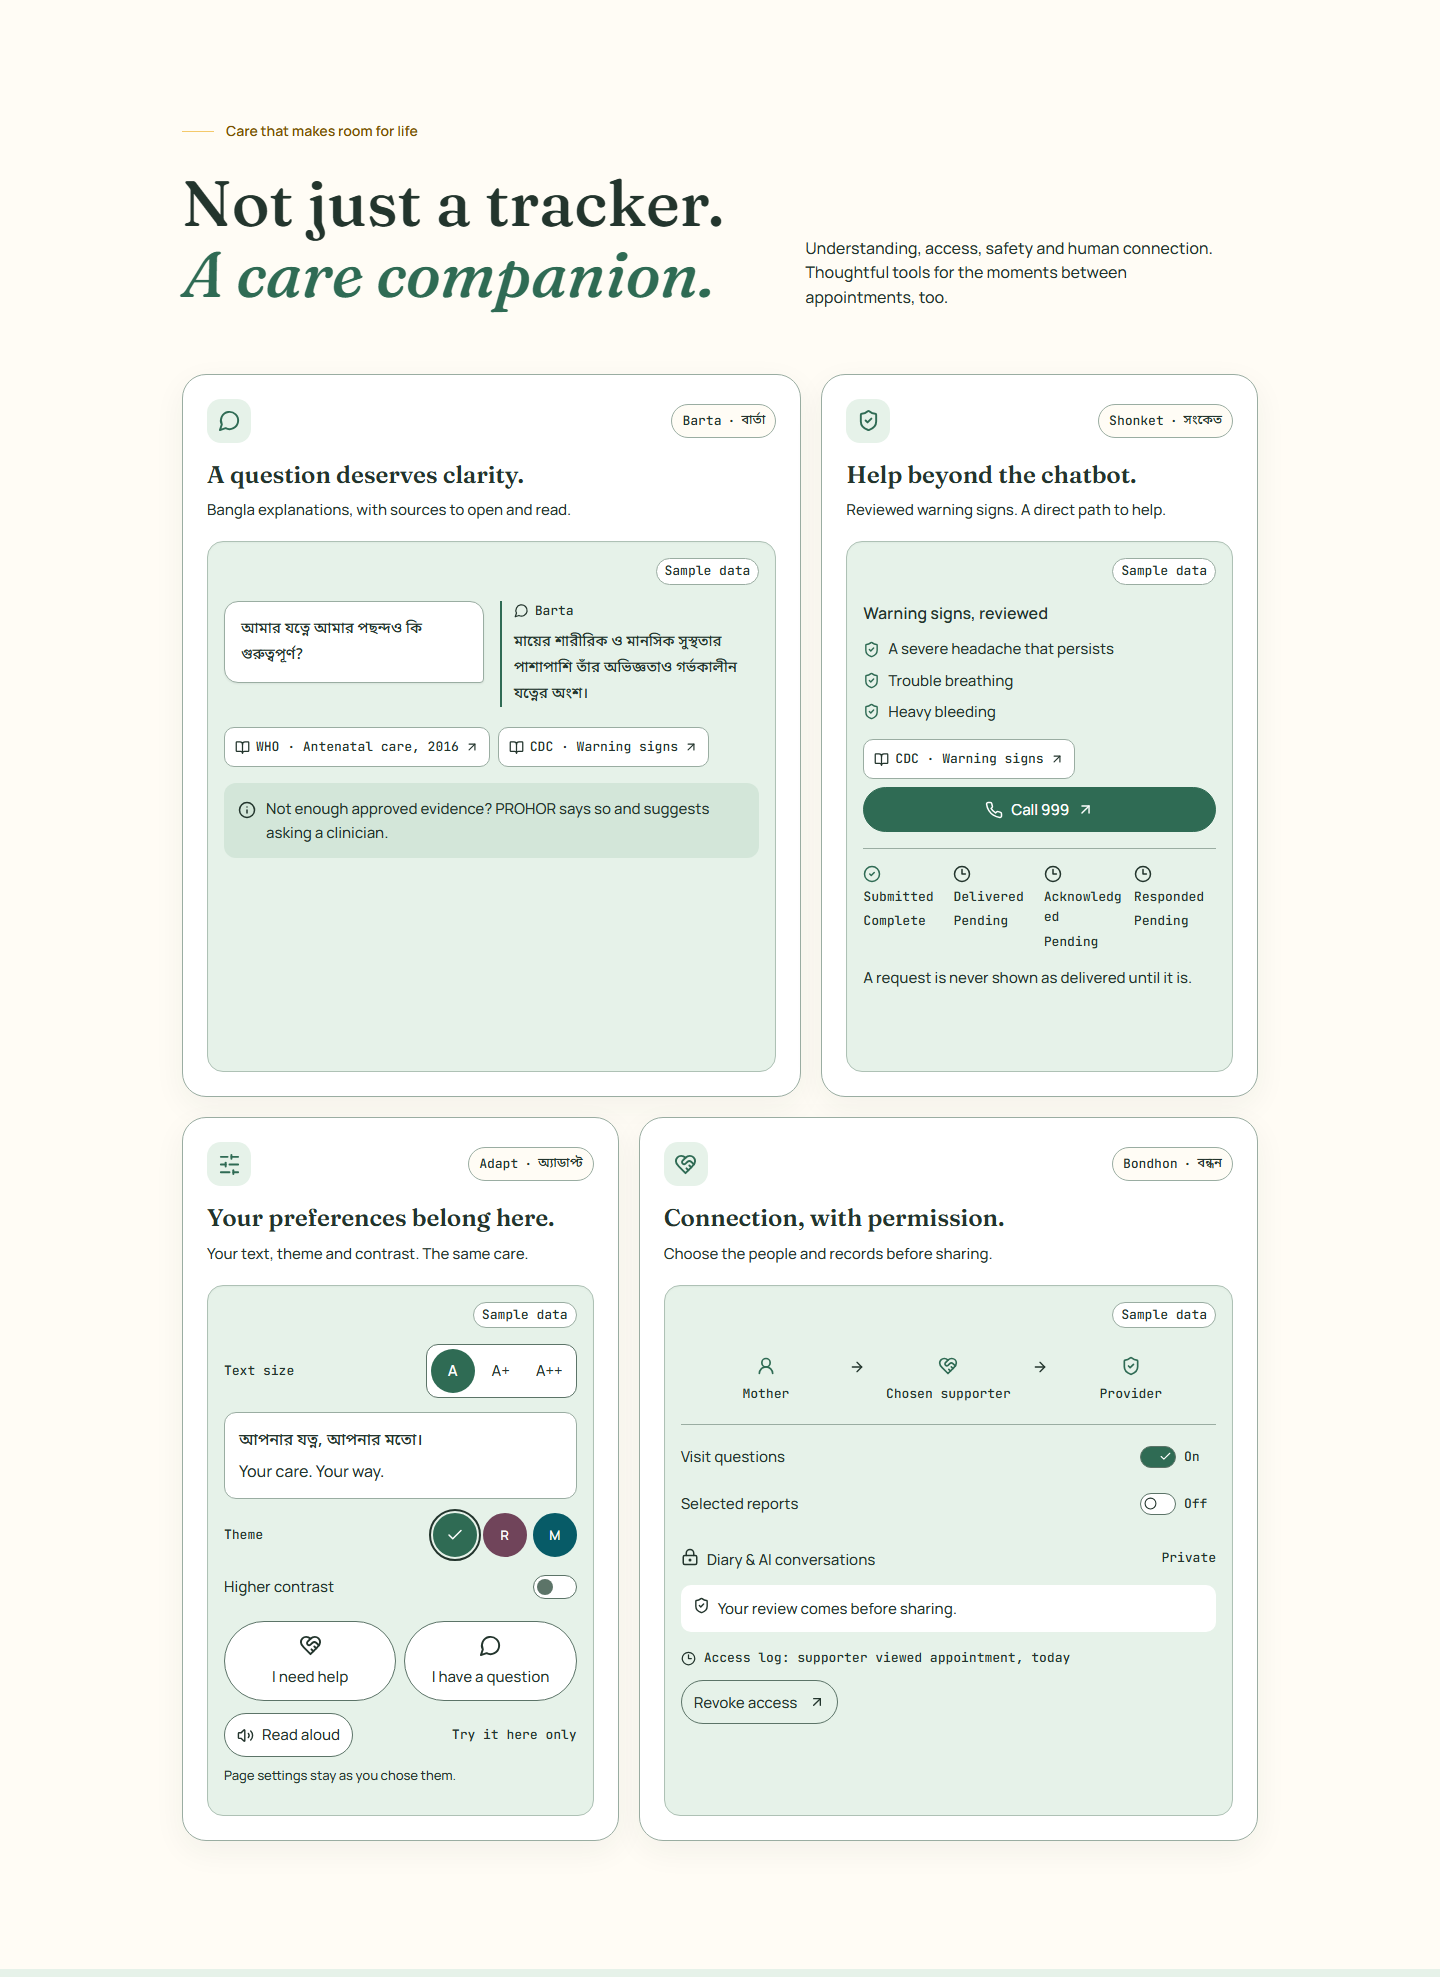 Care that makes room for life
Not just a tracker.
A care companion.
Understanding, access, safety and human connection.
Thoughtful tools for the moments between
appointments, too.
Barta · বার্তা
A question deserves clarity.
Bangla explanations, with sources to open and read.
Sample data
আমার যত্নে আমার পছন্দও কি
গুরুত্বপূর্ণ?
Barta
মায়ের শারীরিক ও মানসিক সুস্থতার
পাশাপাশি তাঁর অভিজ্ঞতাও গর্ভকালীন
যত্নের অংশ।
WHO · Antenatal care, 2016
CDC · Warning signs
Not enough approved evidence? PROHOR says so and suggests
asking a clinician.
Shonket · সংকেত
Help beyond the chatbot.
Reviewed warning signs. A direct path to help.
Sample data
Warning signs, reviewed
A severe headache that persists
Trouble breathing
Heavy bleeding
CDC · Warning signs
Call 999
Submitted
Complete
Delivered
Pending
Acknowledg
ed
Pending
Responded
Pending
A request is never shown as delivered until it is.
Adapt · অ্যাডাপ্ট
Your preferences belong here.
Your text, theme and contrast. The same care.
Sample data
Text size
A A+ A++
আপনার যত্ন, আপনার মতো।
Your care. Your way.
Theme
R M
Higher contrast
I need help
I have a question
Read aloud
Try it here only
Page settings stay as you chose them.
Bondhon · বন্ধন
Connection, with permission.
Choose the people and records before sharing.
Sample data
Mother
Chosen supporter
Provider
Visit questions
On
Selected reports
Off
Diary & AI conversations
Private
Your review comes before sharing.
Access log: supporter viewed appointment, today
Revoke access